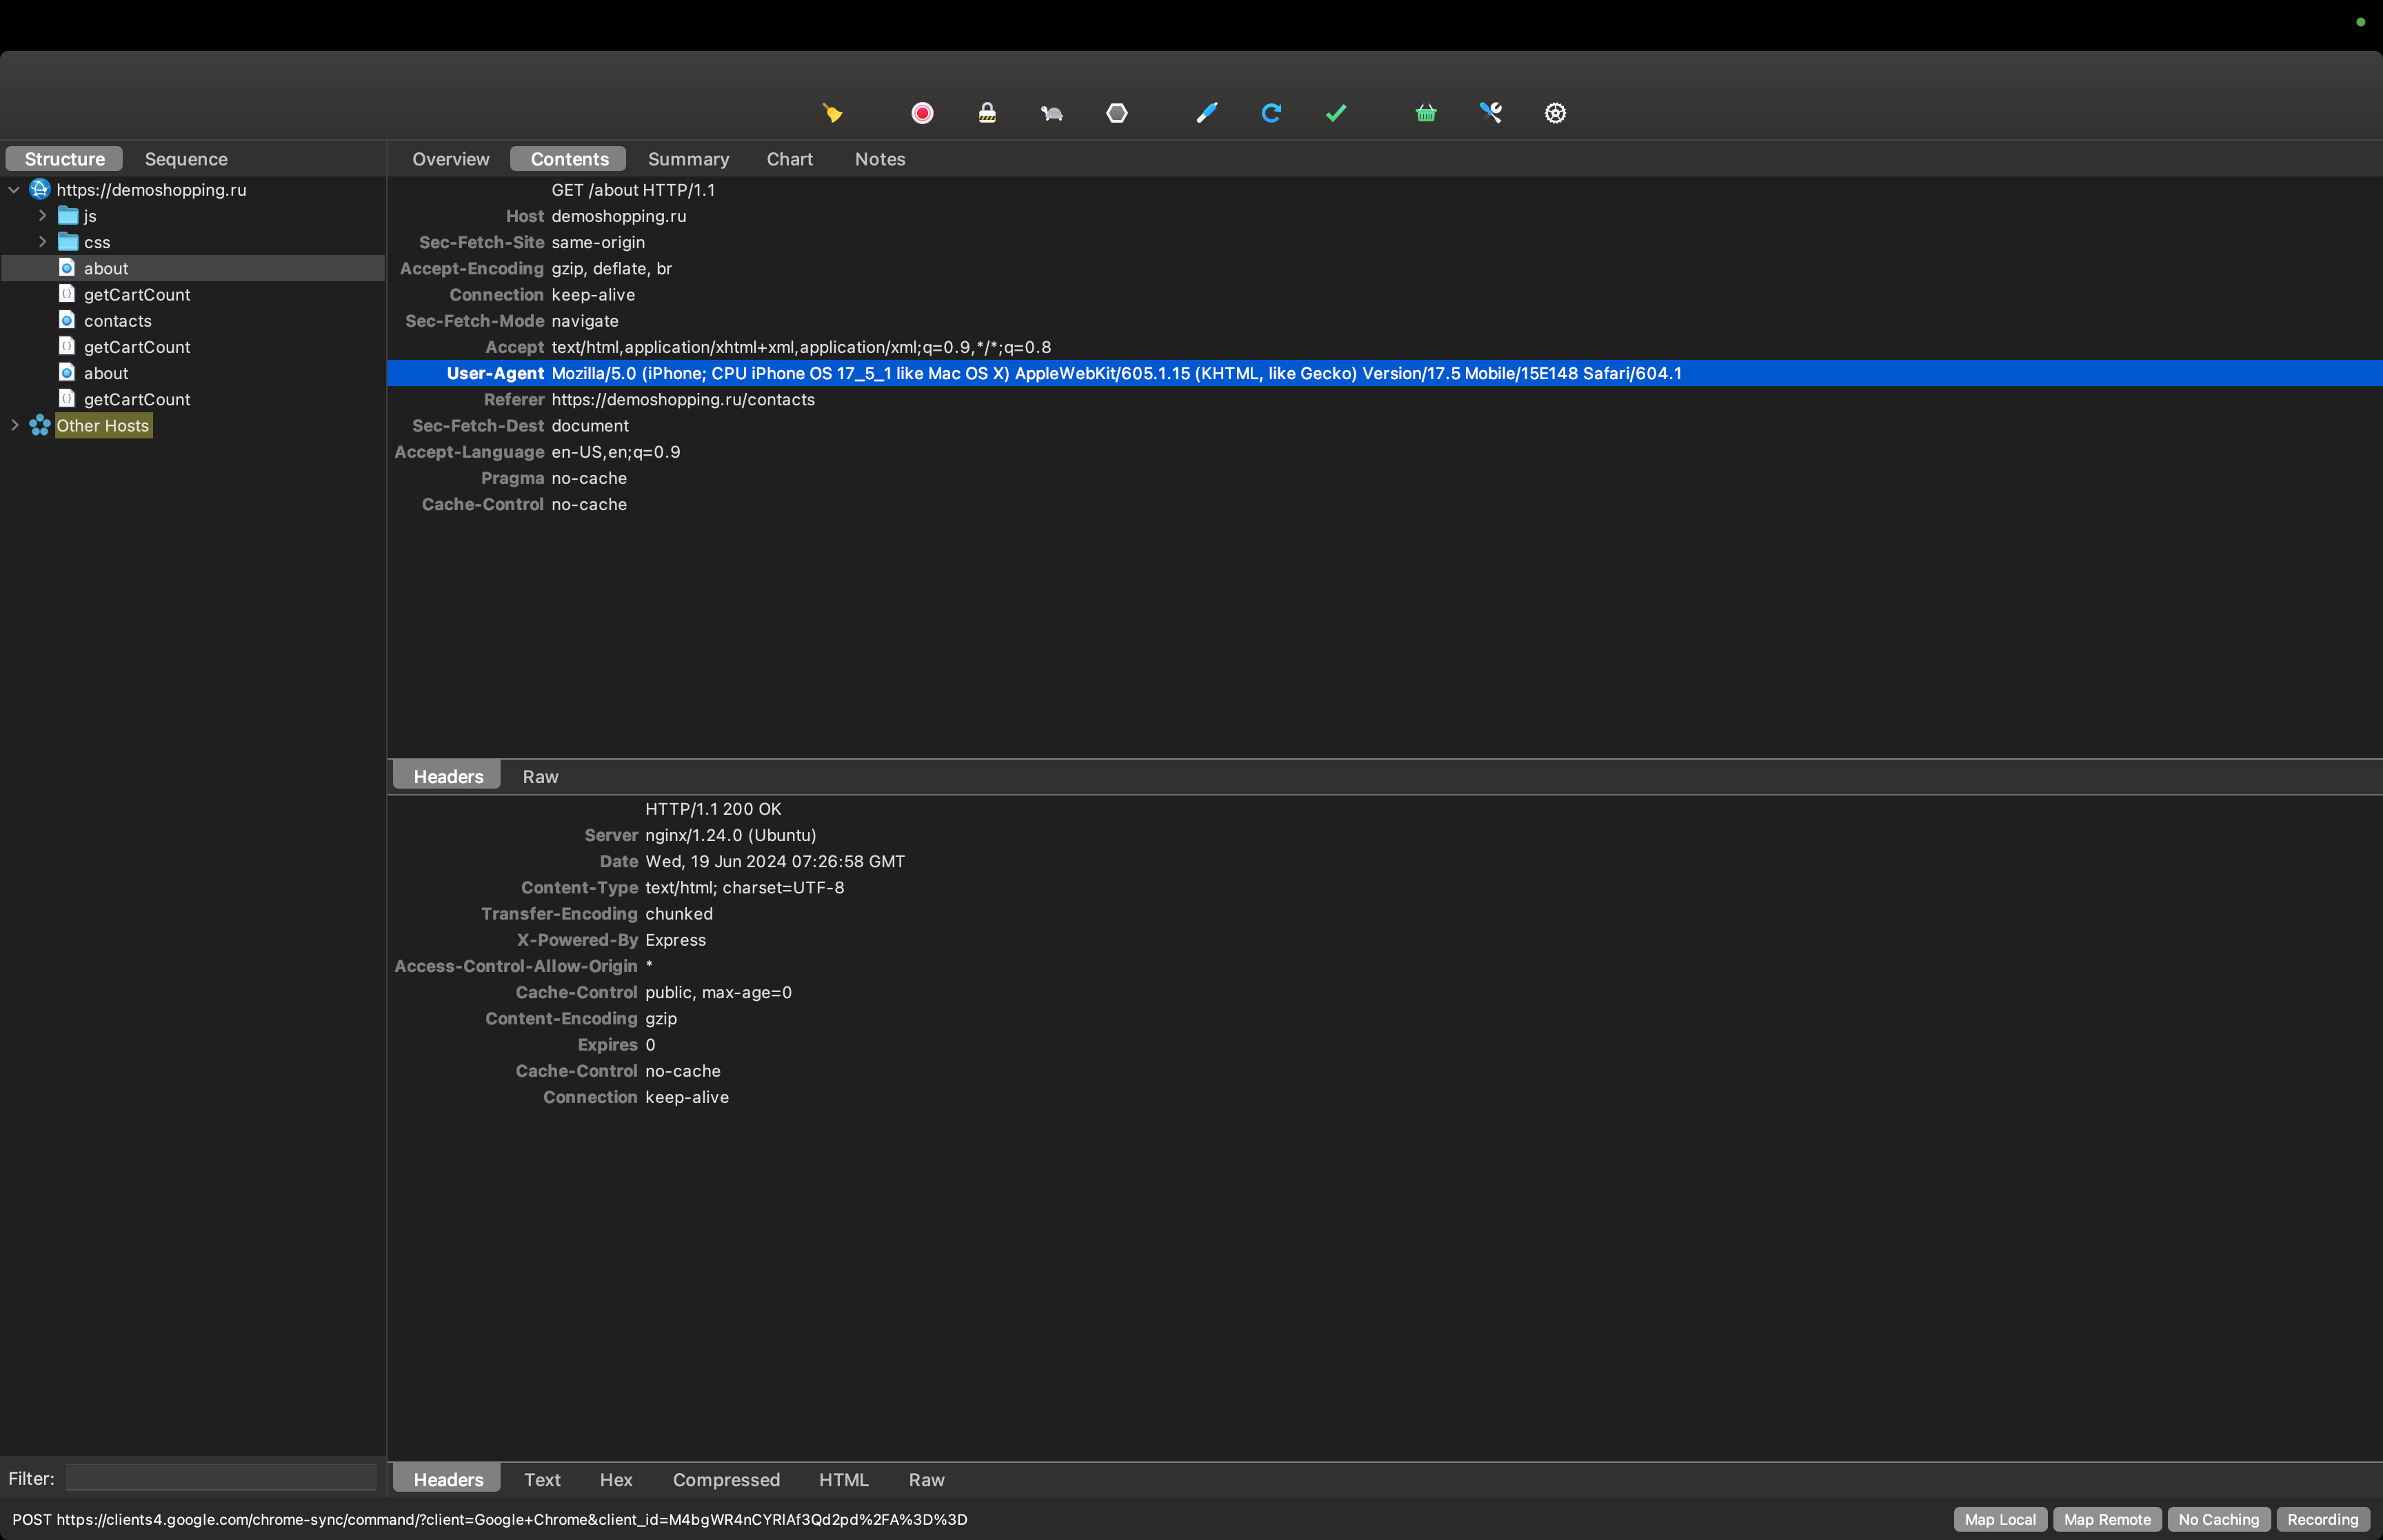 Structure Sequence
https://demoshopping.ru
js
css
about
getCartCount
contacts
getCartCount
about
getCartCount
Other Hosts
Filter:
Overview Contents Summary Chart Notes
GET /about HTTP/1.1
Host demoshopping.ru
Sec-Fetch-Site same-origin
Accept-Encoding gzip, deflate, br
Connection keep-alive
Sec-Fetch-Mode navigate
Accept text/html,application/xhtml+xml,application/xml;q=0.9,*/*;q=0.8
User-Agent Mozilla/5.0 (iPhone; CPU iPhone OS 17_5_1 like Mac OS X) AppleWebKit/605.1.15 (KHTML, like Gecko) Version/17.5 Mobile/15E148 Safari/604.1
Referer https://demoshopping.ru/contacts
Sec-Fetch-Dest document
Accept-Language en-US,en;q=0.9
Pragma no-cache
Cache-Control no-cache
Headers Raw
HTTP/1.1 200 OK
Server nginx/1.24.0 (Ubuntu)
Date Wed, 19 Jun 2024 07:26:58 GMT
Content-Type text/html; charset=UTF-8
Transfer-Encoding chunked
X-Powered-By Express
Access-Control-Allow-Origin *
Cache-Control public, max-age=0
Content-Encoding gzip
Expires 0
Cache-Control no-cache
Connection keep-alive
Headers Text Hex Compressed HTML Raw
POST https://clients4.google.com/chrome-sync/command/?client=Google+Chrome&client_id=M4bgWR4nCYRlAf3Qd2pd%2FA%3D%3D
Map Local Map Remote No Caching Recording